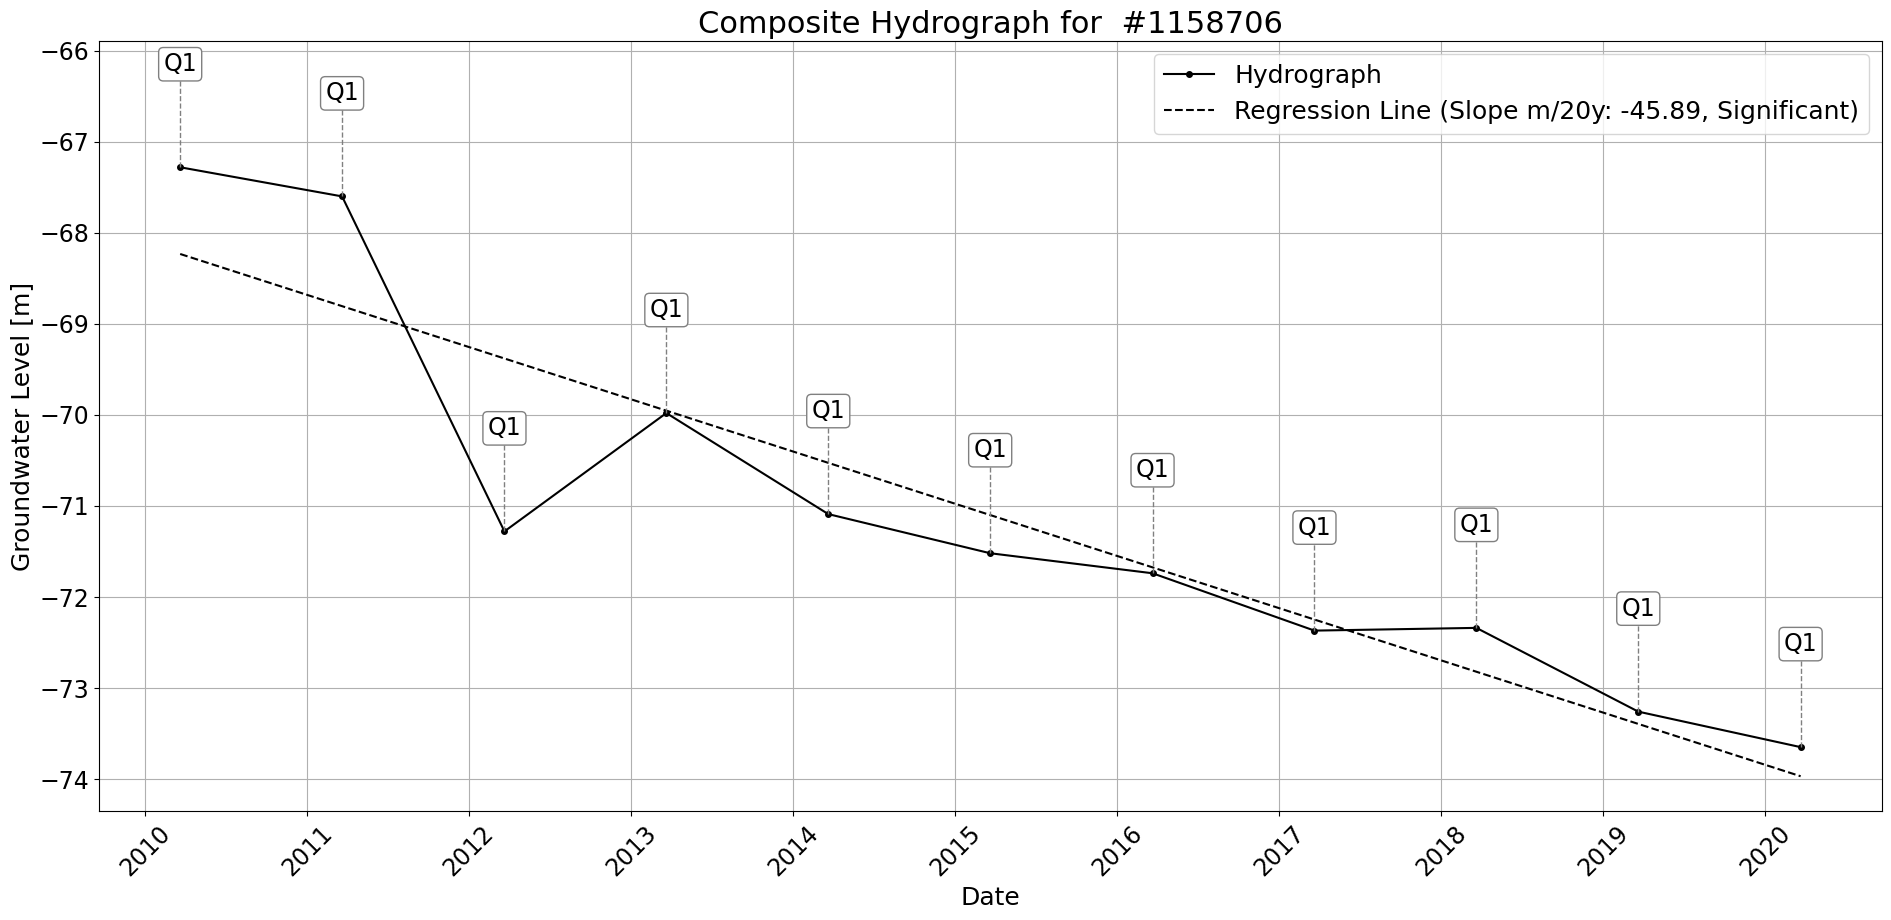 Composite Hydrograph for  #1158706
Hydrograph
Regression Line (Slope m/20y: -45.89, Significant)
Groundwater Level [m]
−66
−67
−68
−69
−70
−71
−72
−73
−74
Q1
Q1
Q1
Q1
Q1
Q1
Q1
Q1
Q1
Q1
Q1
2010
2011
2012
2013
2014
2015
2016
2017
2018
2019
2020
Date